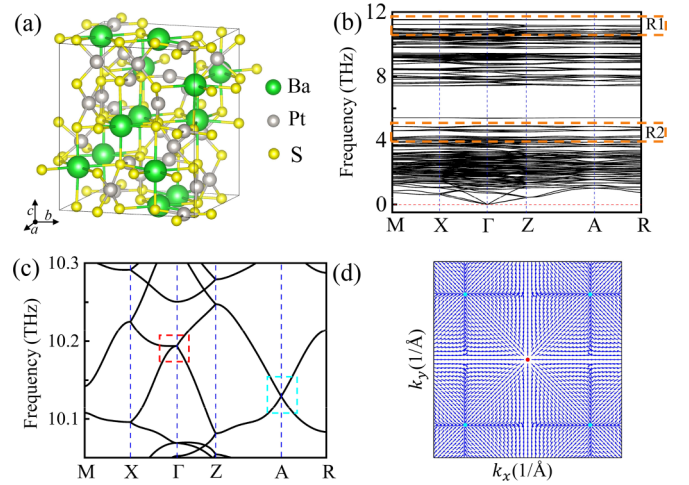 (a)
Ba
Pt
S
c
b
a
(b)
Frequency (THz)
12
8
4
0
R1
R2
M X Γ Z A R
(c)
Frequency (THz)
10.3
10.2
10.1
M X Γ Z A R
(d)
k_y(1/Å)
k_x(1/Å)